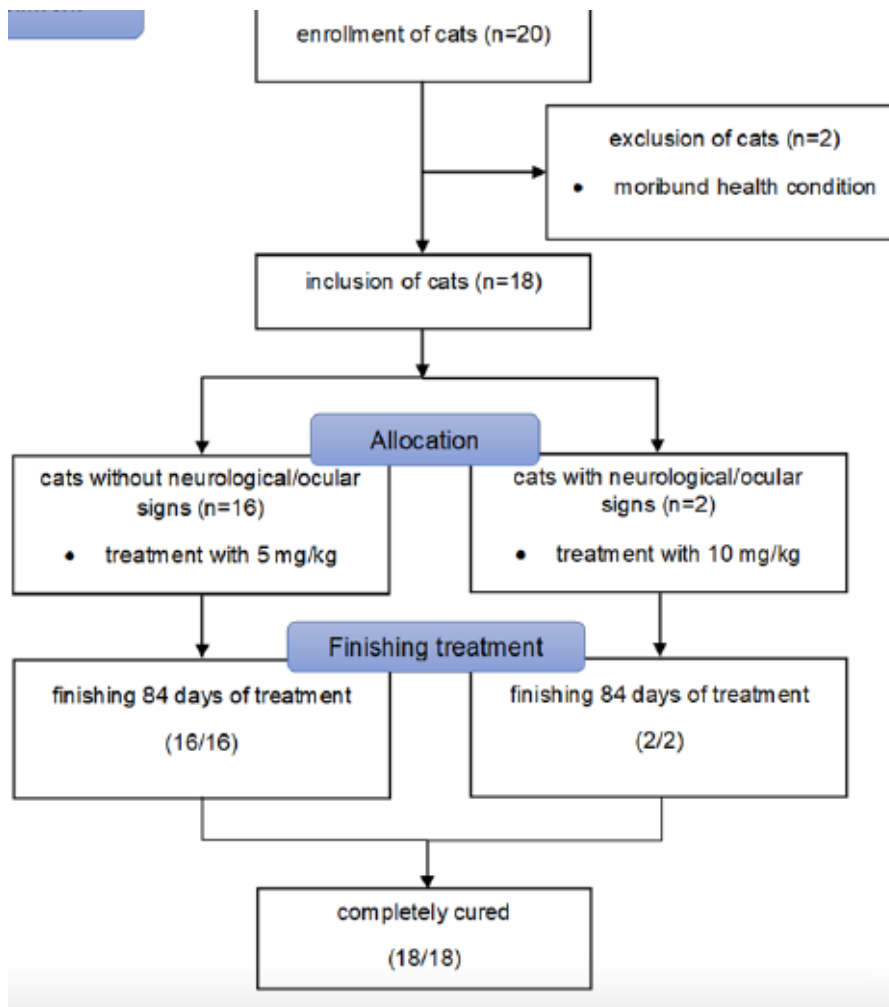 enrollment of cats (n=20)
exclusion of cats (n=2)
• moribund health condition
inclusion of cats (n=18)
Allocation
cats without neurological/ocular
signs (n=16)
• treatment with 5 mg/kg
cats with neurological/ocular
signs (n=2)
• treatment with 10 mg/kg
Finishing treatment
finishing 84 days of treatment
(16/16)
finishing 84 days of treatment
(2/2)
completely cured
(18/18)